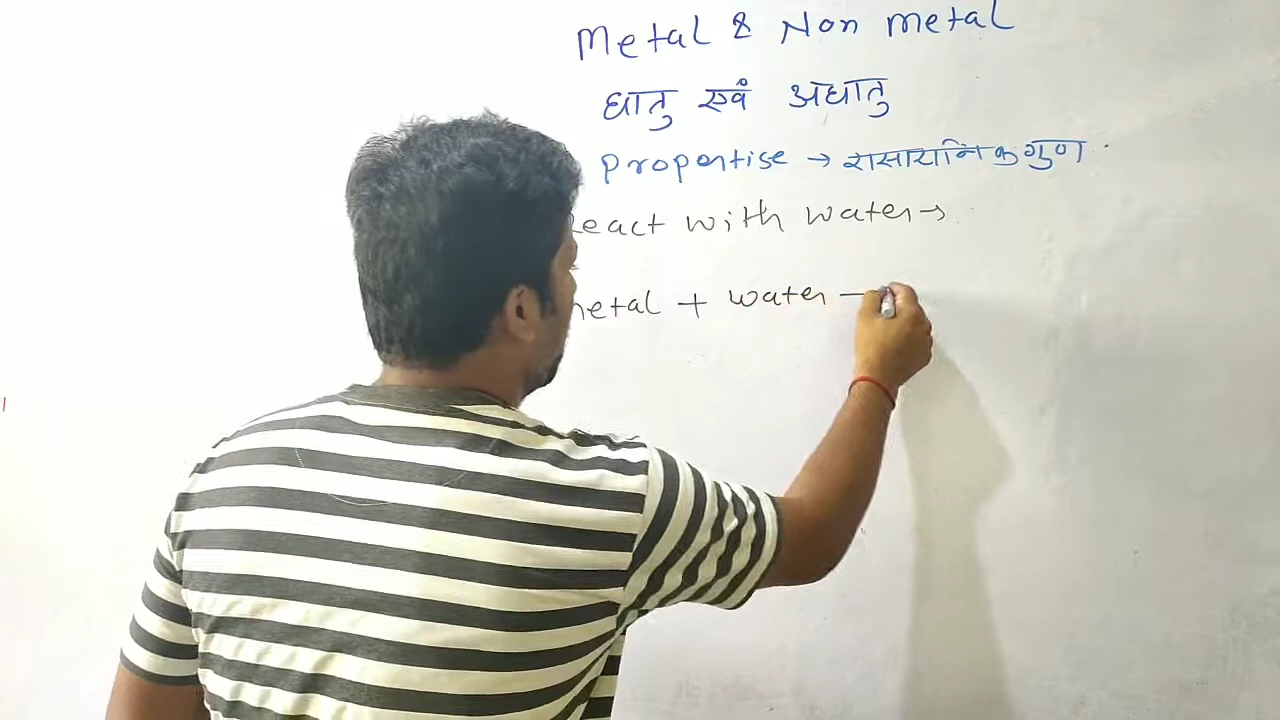 Metal & Non metal
धातु एवं अधातु
Propertise → रासायनिक गुण
React with water →
metal + water —